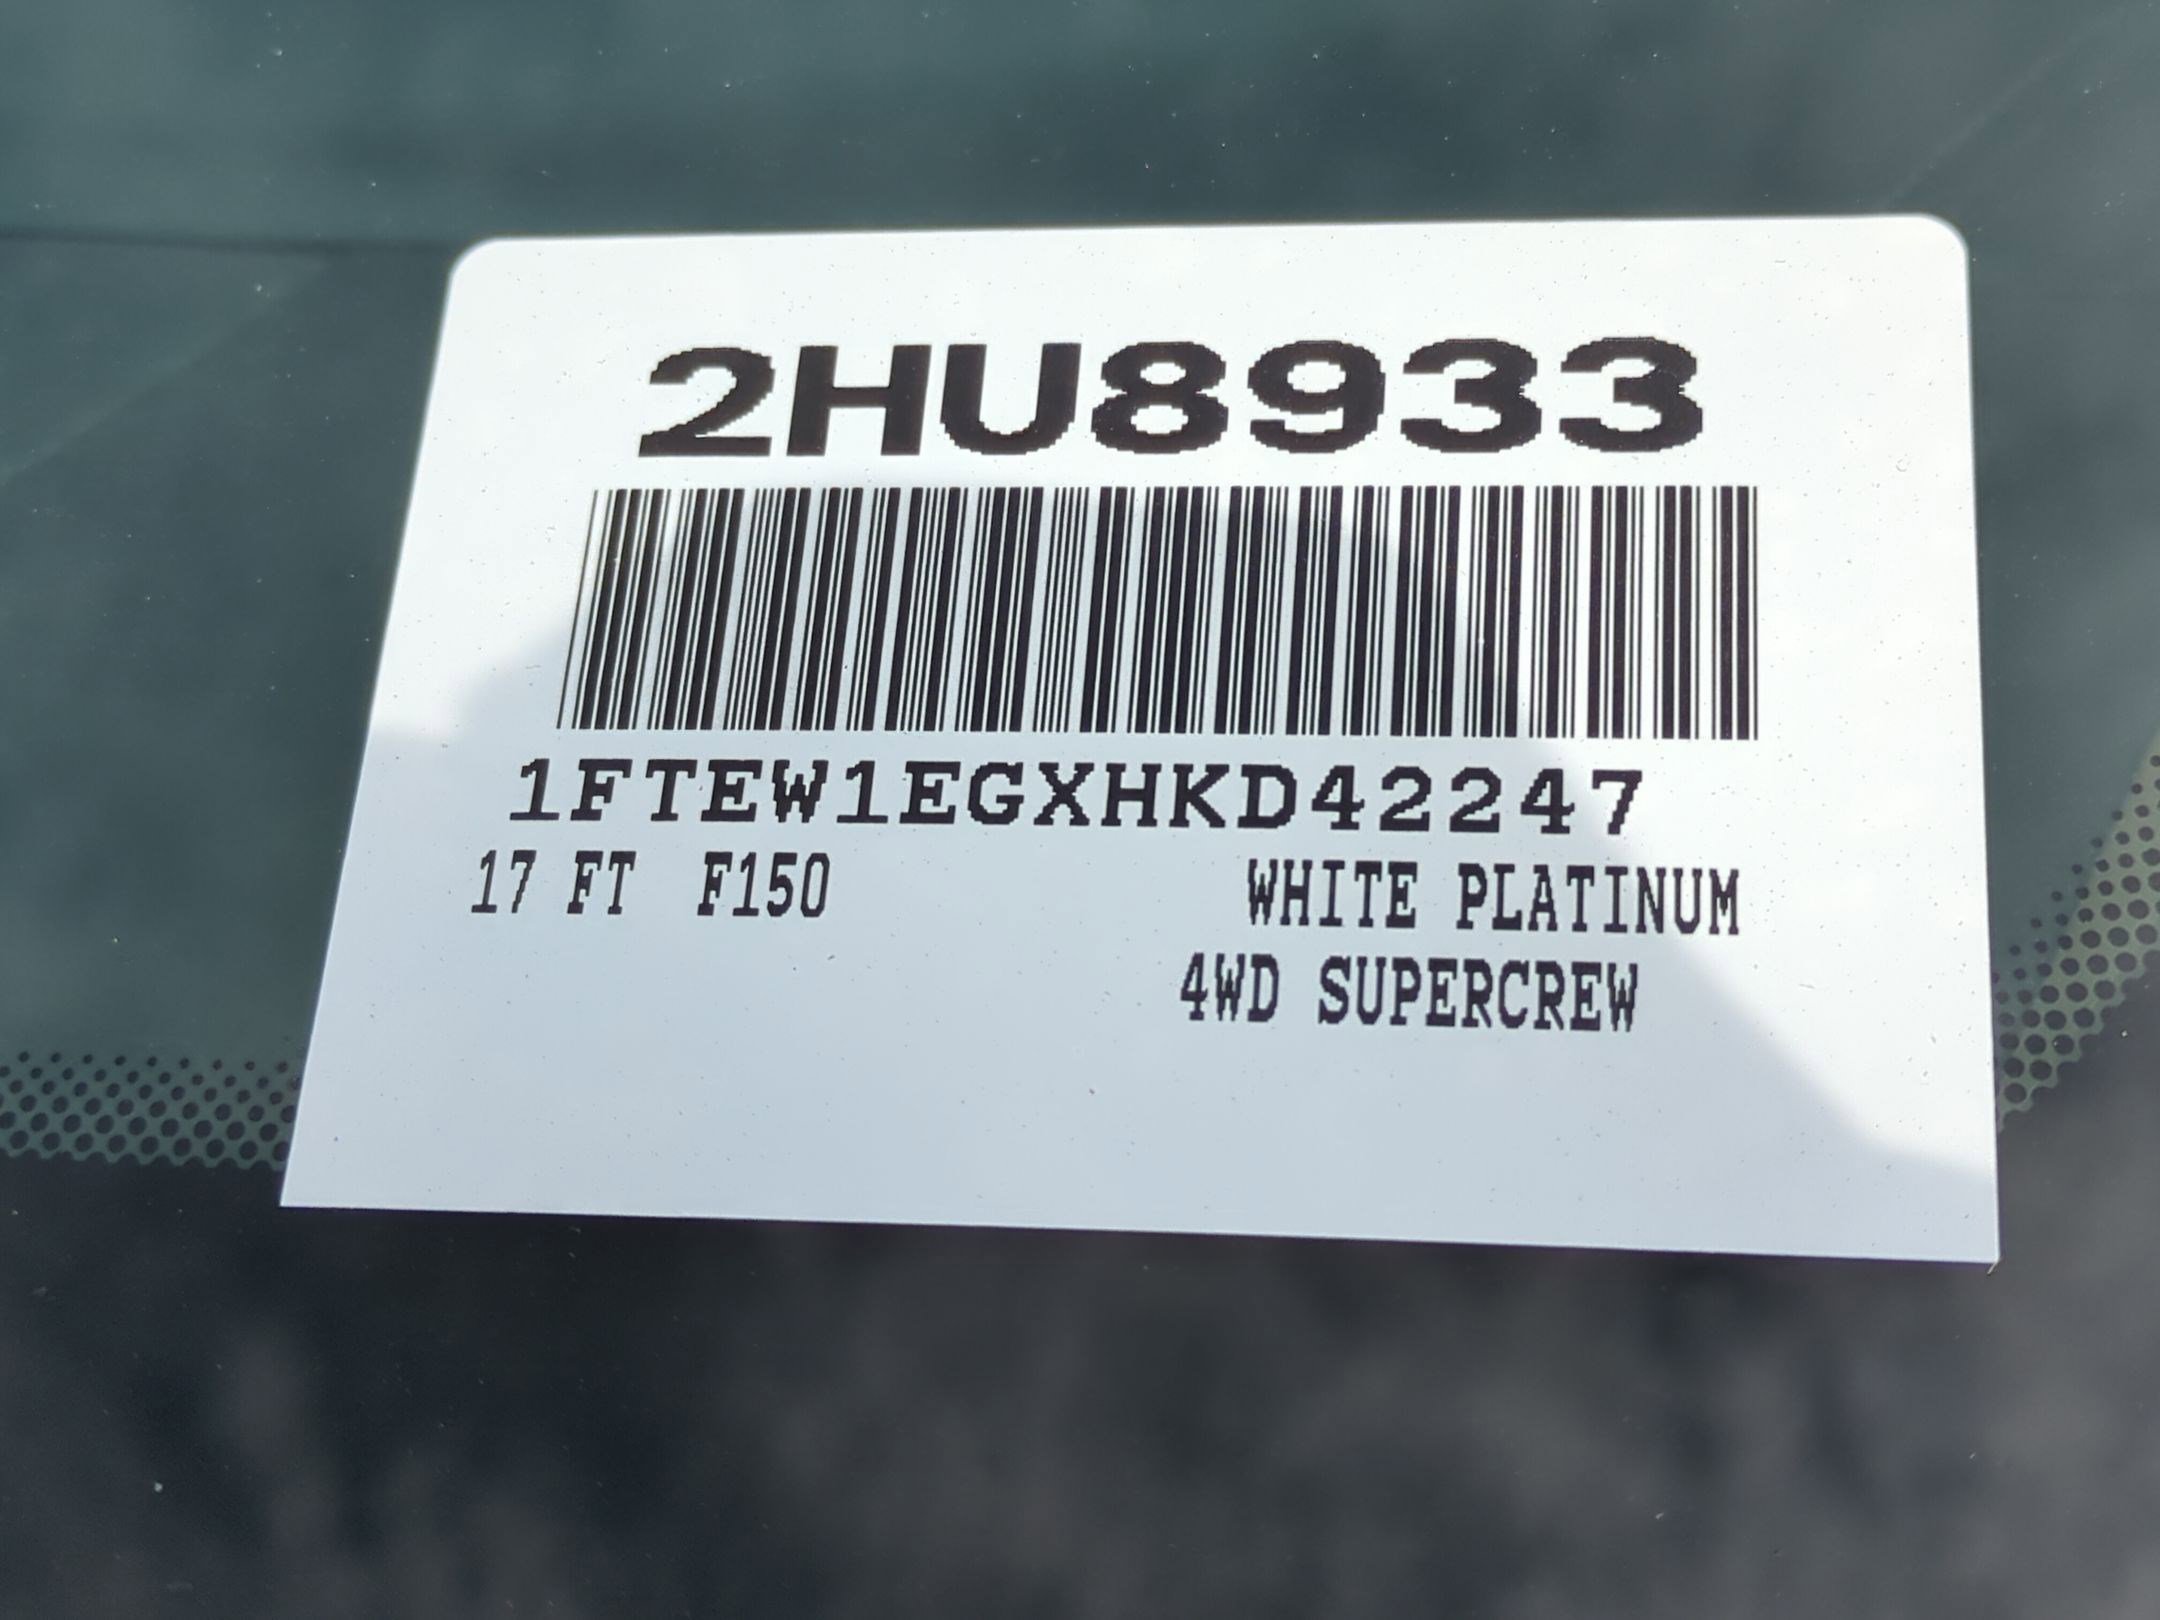 2HU8933
1FTEW1EGXHKD42247
17 FT F150 WHITE PLATINUM
4WD SUPERCREW